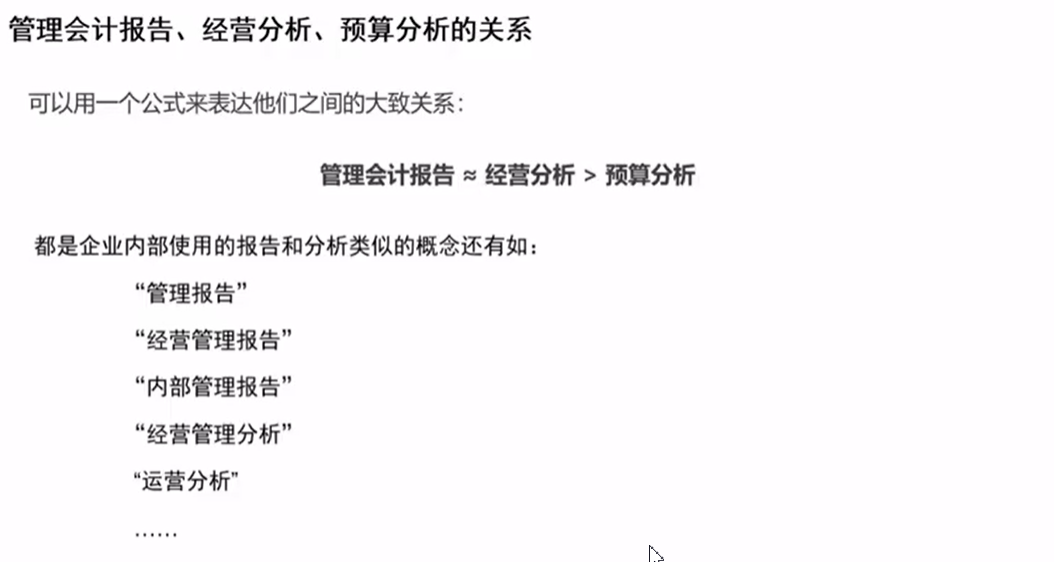 管理会计报告、经营分析、预算分析的关系
可以用一个公式来表达他们之间的大致关系：
管理会计报告 ≈ 经营分析 > 预算分析
都是企业内部使用的报告和分析类似的概念还有如：
“管理报告”
“经营管理报告”
“内部管理报告”
“经营管理分析”
“运营分析”
……